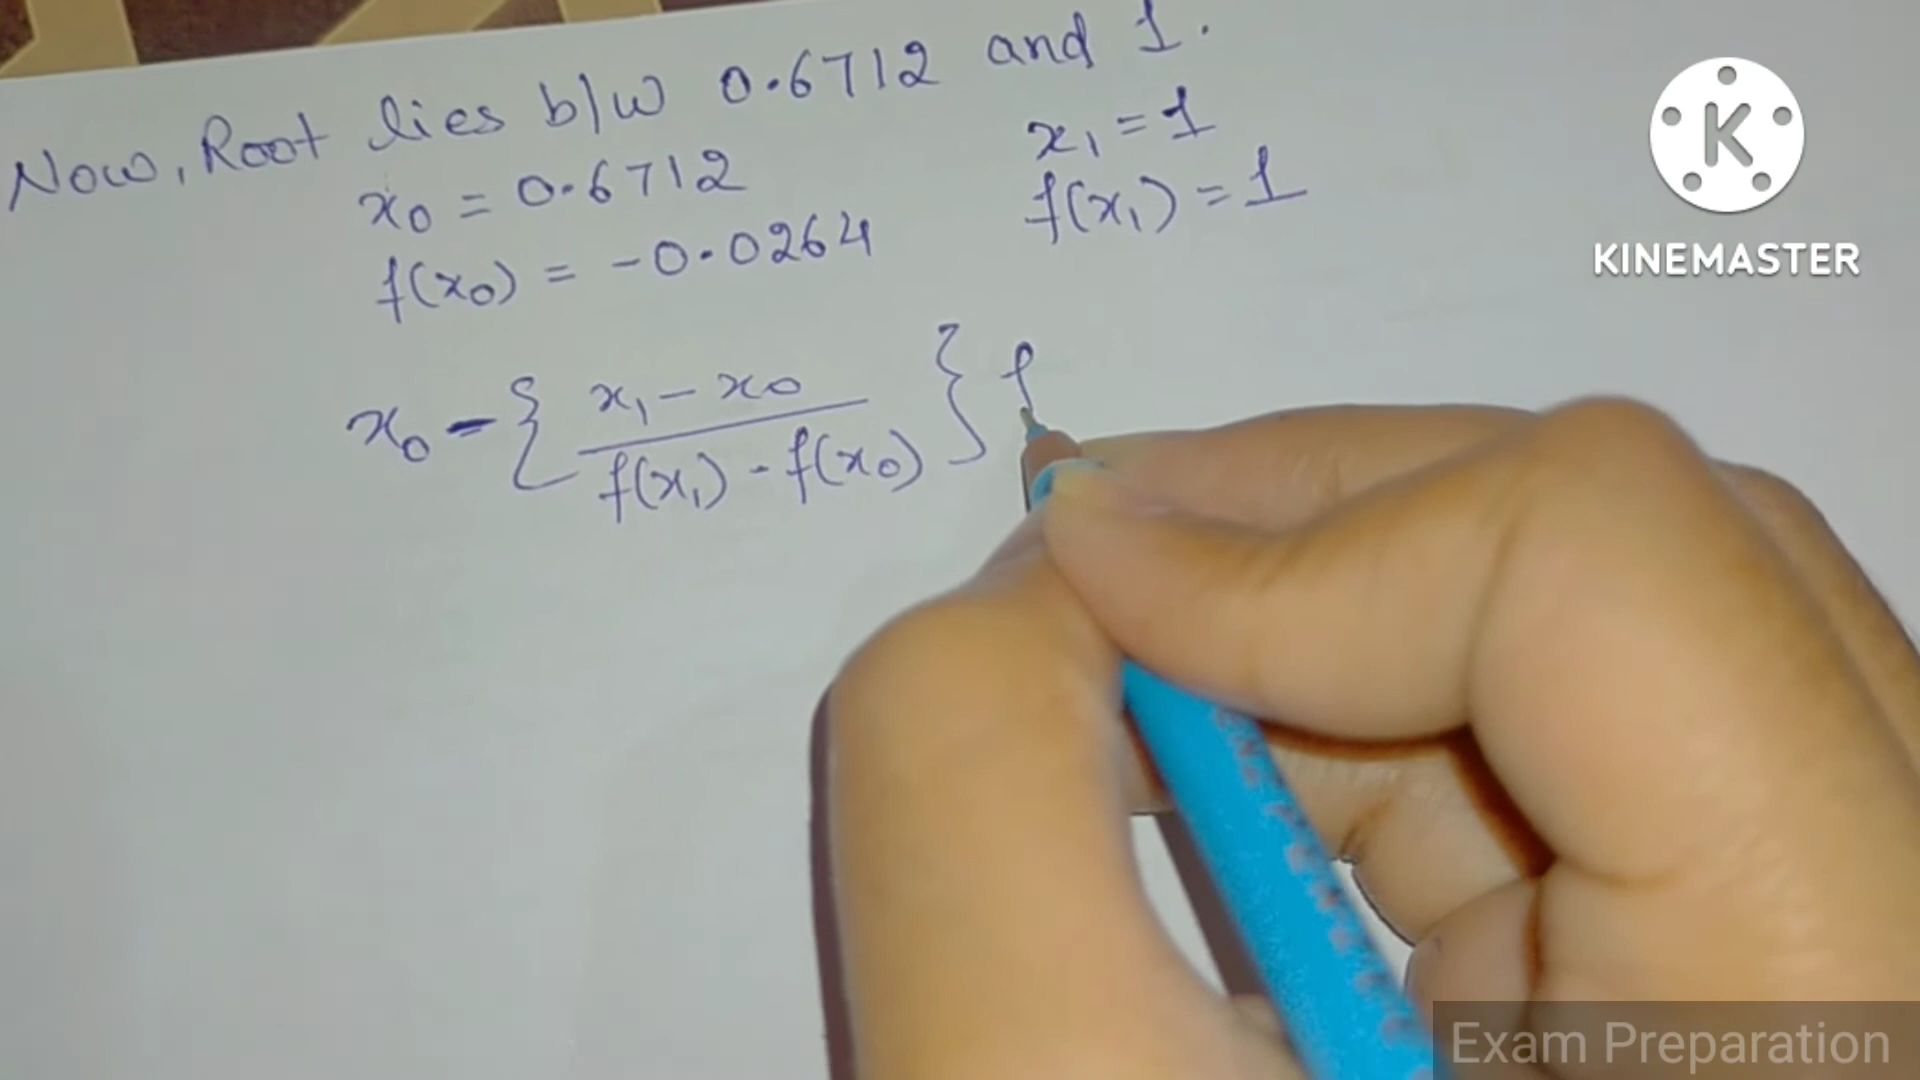 Now, Root lies b/w 0.6712 and 1.
x₀ = 0.6712 x₁ = 1
f(x₀) = -0.0264 f(x₁) = 1
x₀ - { x₁ - x₀ / f(x₁) - f(x₀) } f
K
KINEMASTER
Exam Preparation